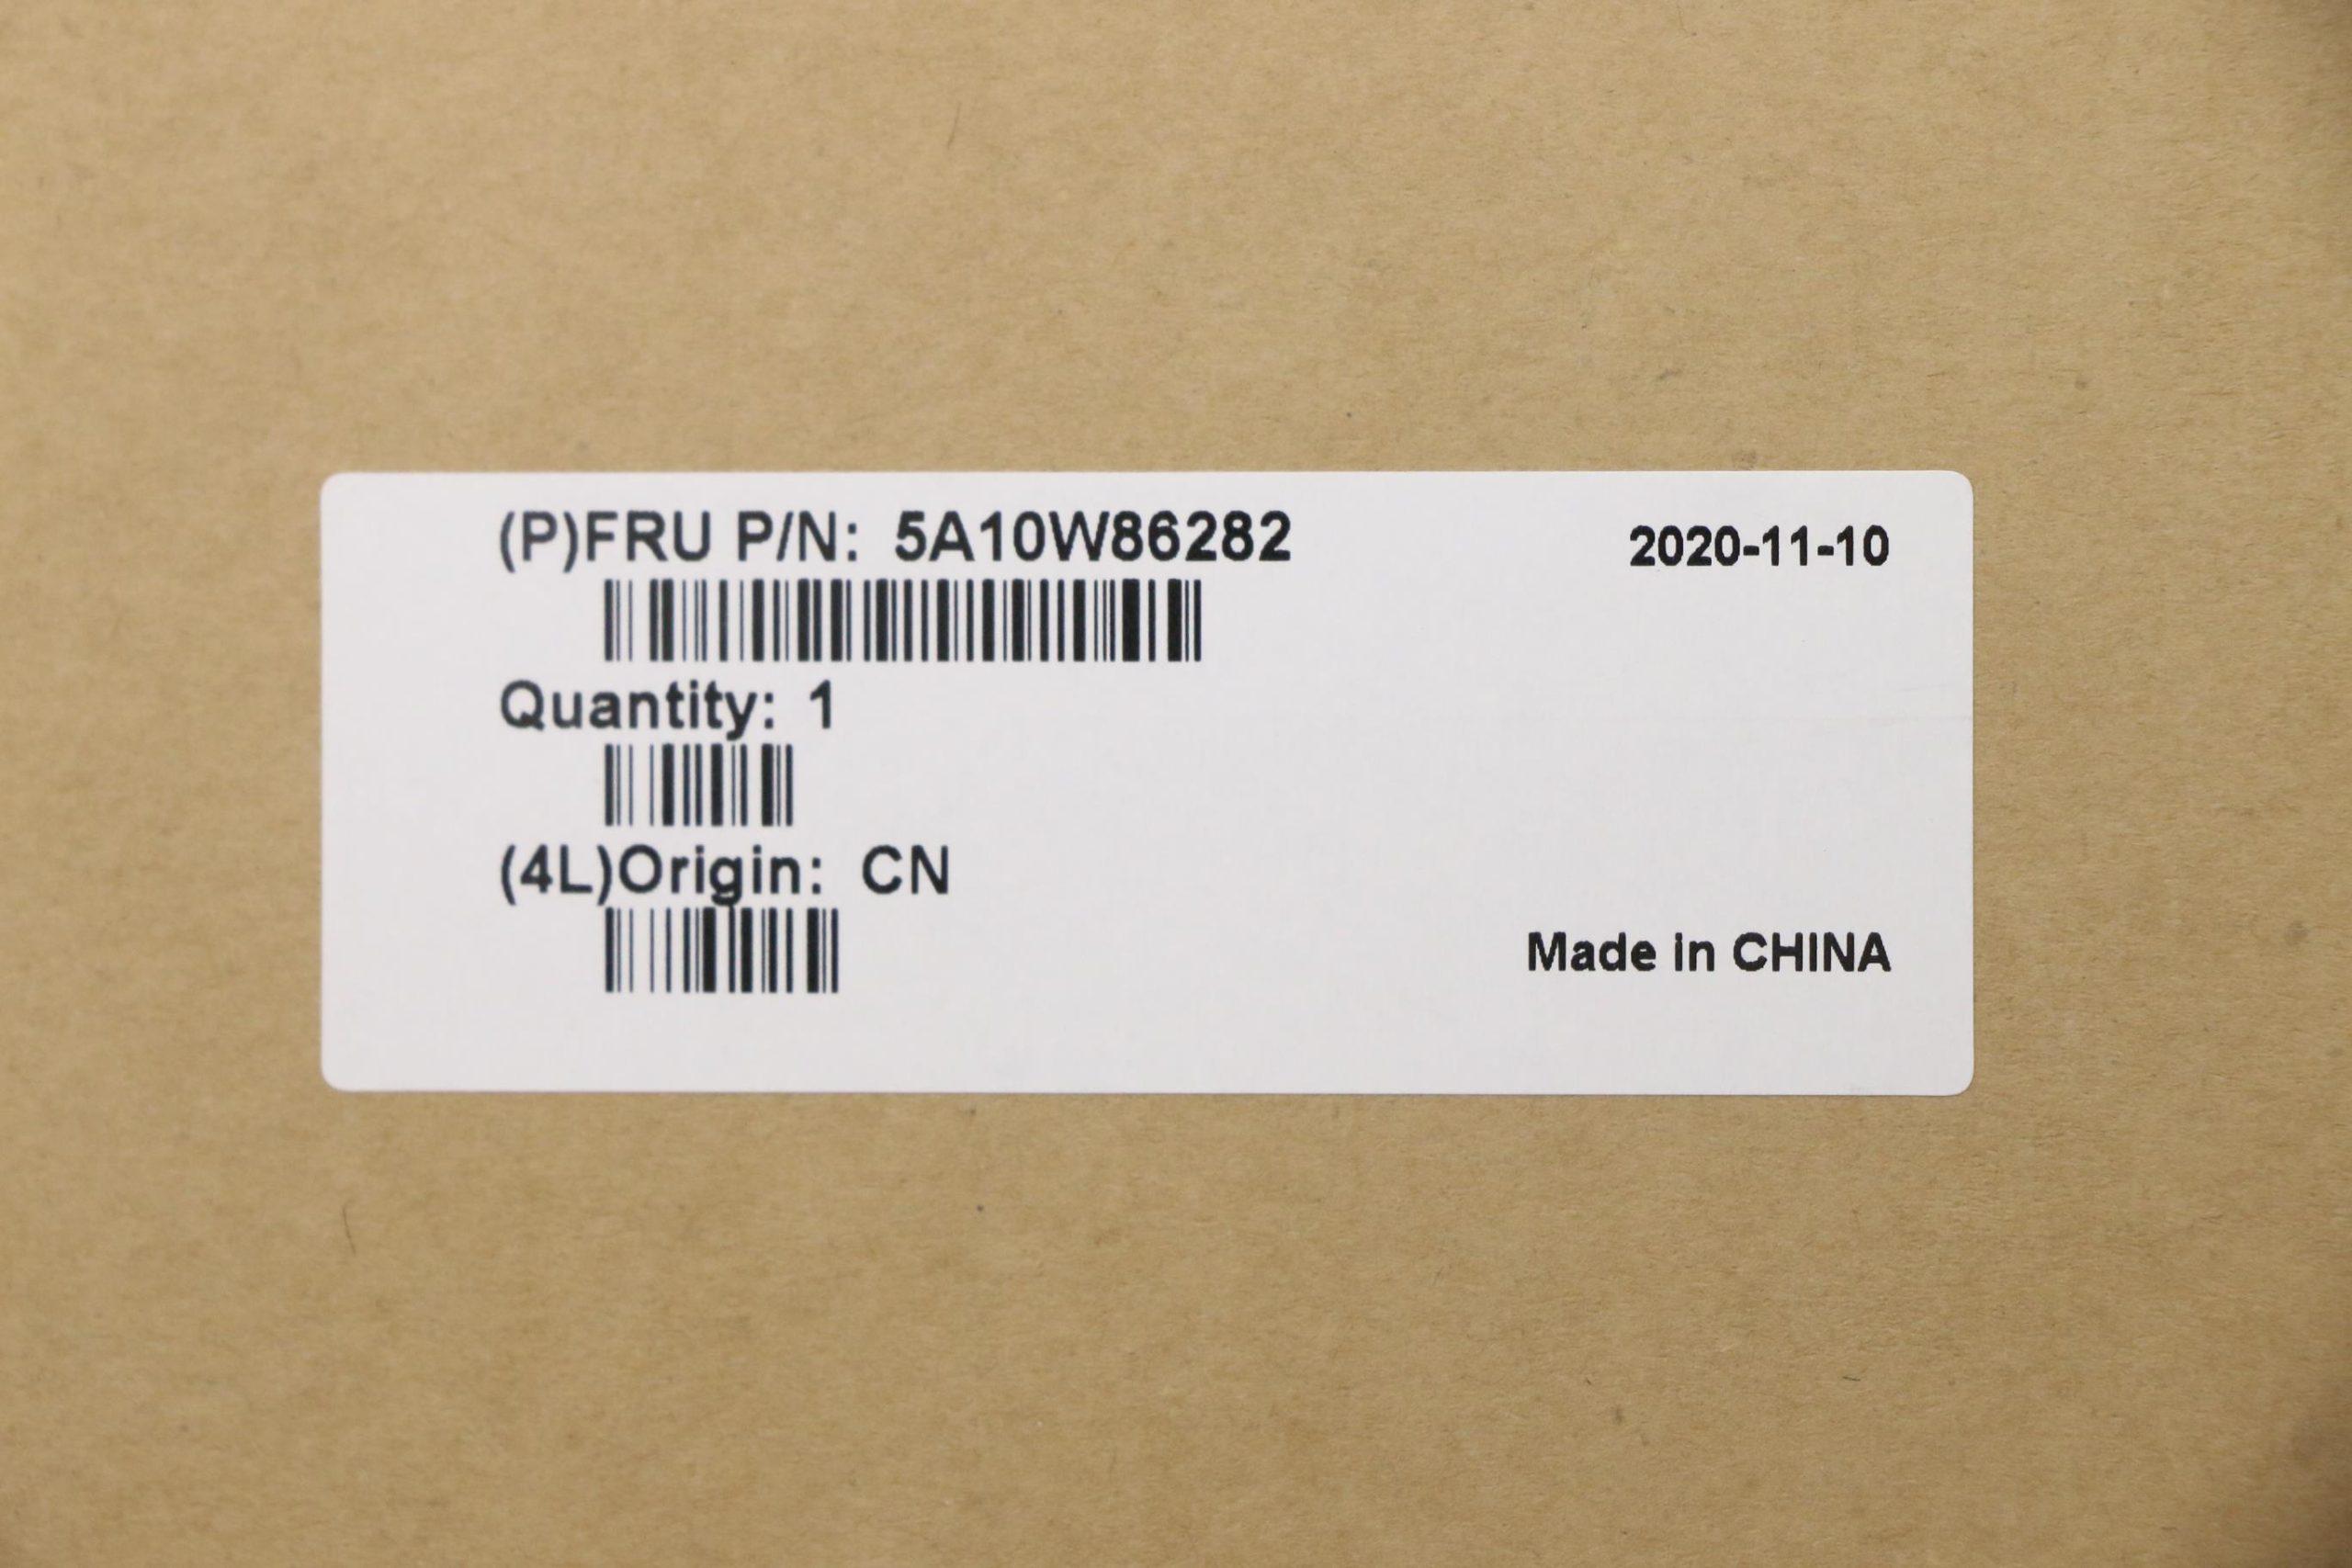 (P)FRU P/N: 5A10W86282
2020-11-10
Quantity: 1
(4L)Origin: CN
Made in CHINA